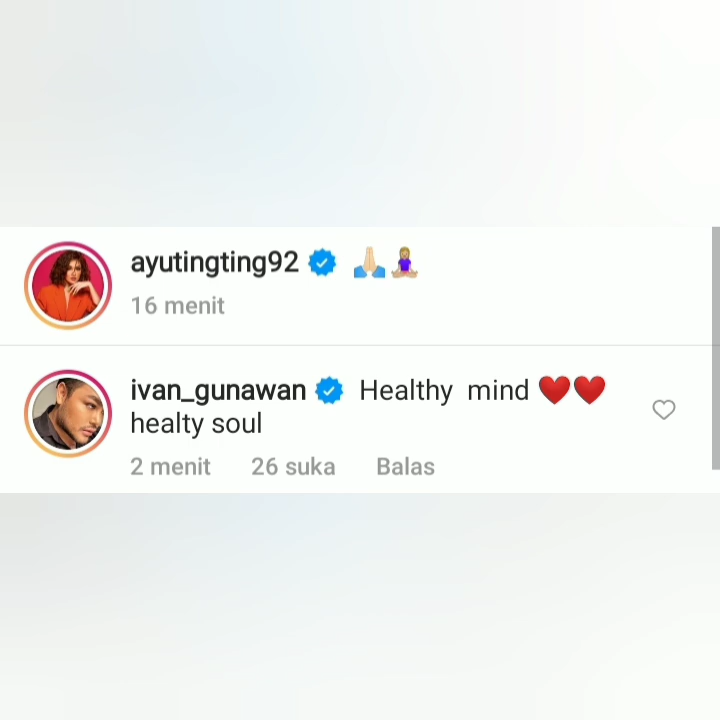 ayutingting92 🙏🏼🧘🏼‍♀️
16 menit
ivan_gunawan Healthy mind ❤️❤️
healty soul
2 menit 26 suka Balas